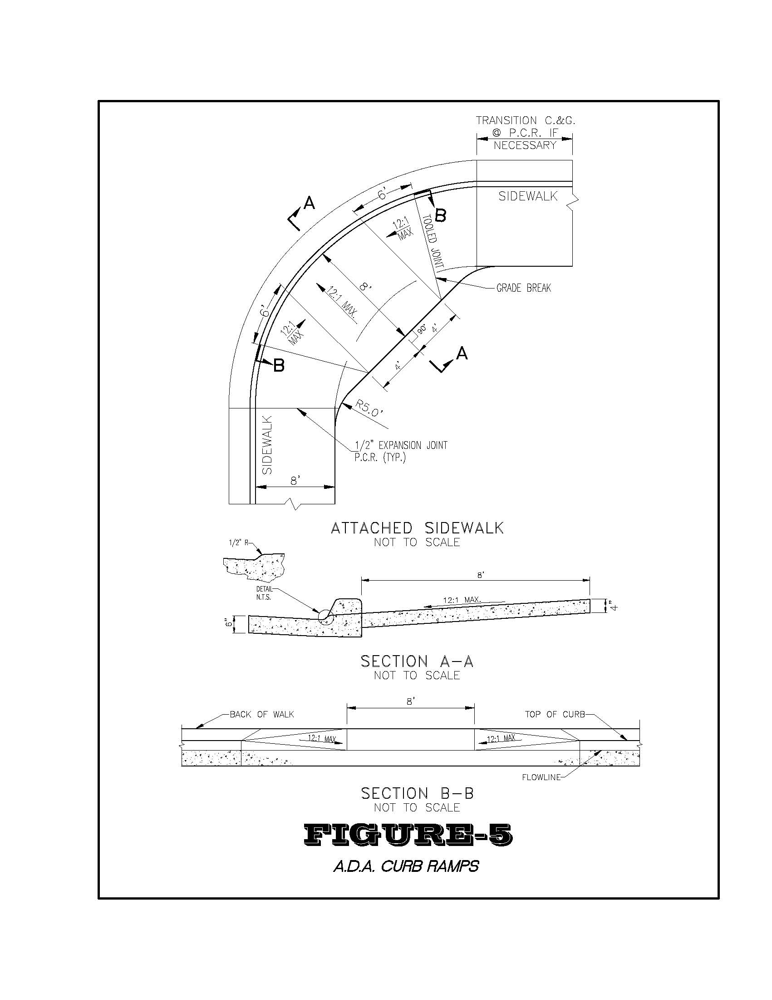 TRANSITION C.&G.
@ P.C.R. IF
NECESSARY
SIDEWALK
A
6'
B
12:1
MAX
TOOLED JOINT
8'
GRADE BREAK
12:1 MAX.
6'
12:1
MAX
90°
4'
4'
A
B
R5.0'
SIDEWALK
1/2" EXPANSION JOINT
P.C.R. (TYP.)
8'
ATTACHED SIDEWALK
NOT TO SCALE
1/2" R
8'
DETAIL
N.T.S.
12:1 MAX.
4"
6"
SECTION A-A
NOT TO SCALE
8'
BACK OF WALK
TOP OF CURB
12:1 MAX
12:1 MAX
FLOWLINE
SECTION B-B
NOT TO SCALE
FIGURE-5
A.D.A. CURB RAMPS